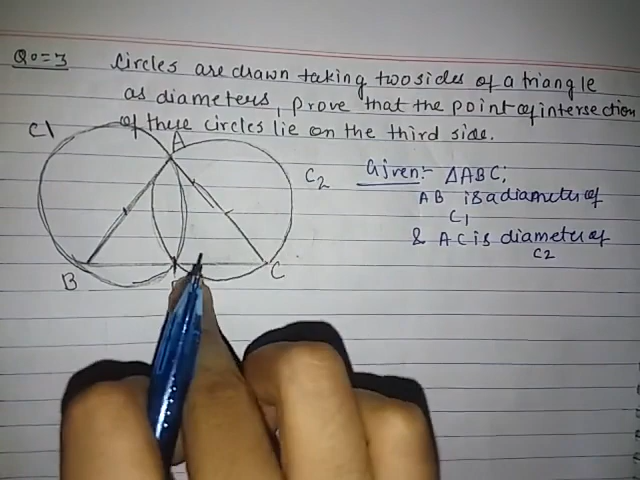 Qo=3 Circles are drawn taking two sides of a triangle
as diameters, prove that the point of intersection
of these circles lie on the third side.
C1
A
C2
Given:- ΔABC;
AB is a diameter of
C1
& AC is diameter of
C2
B
C